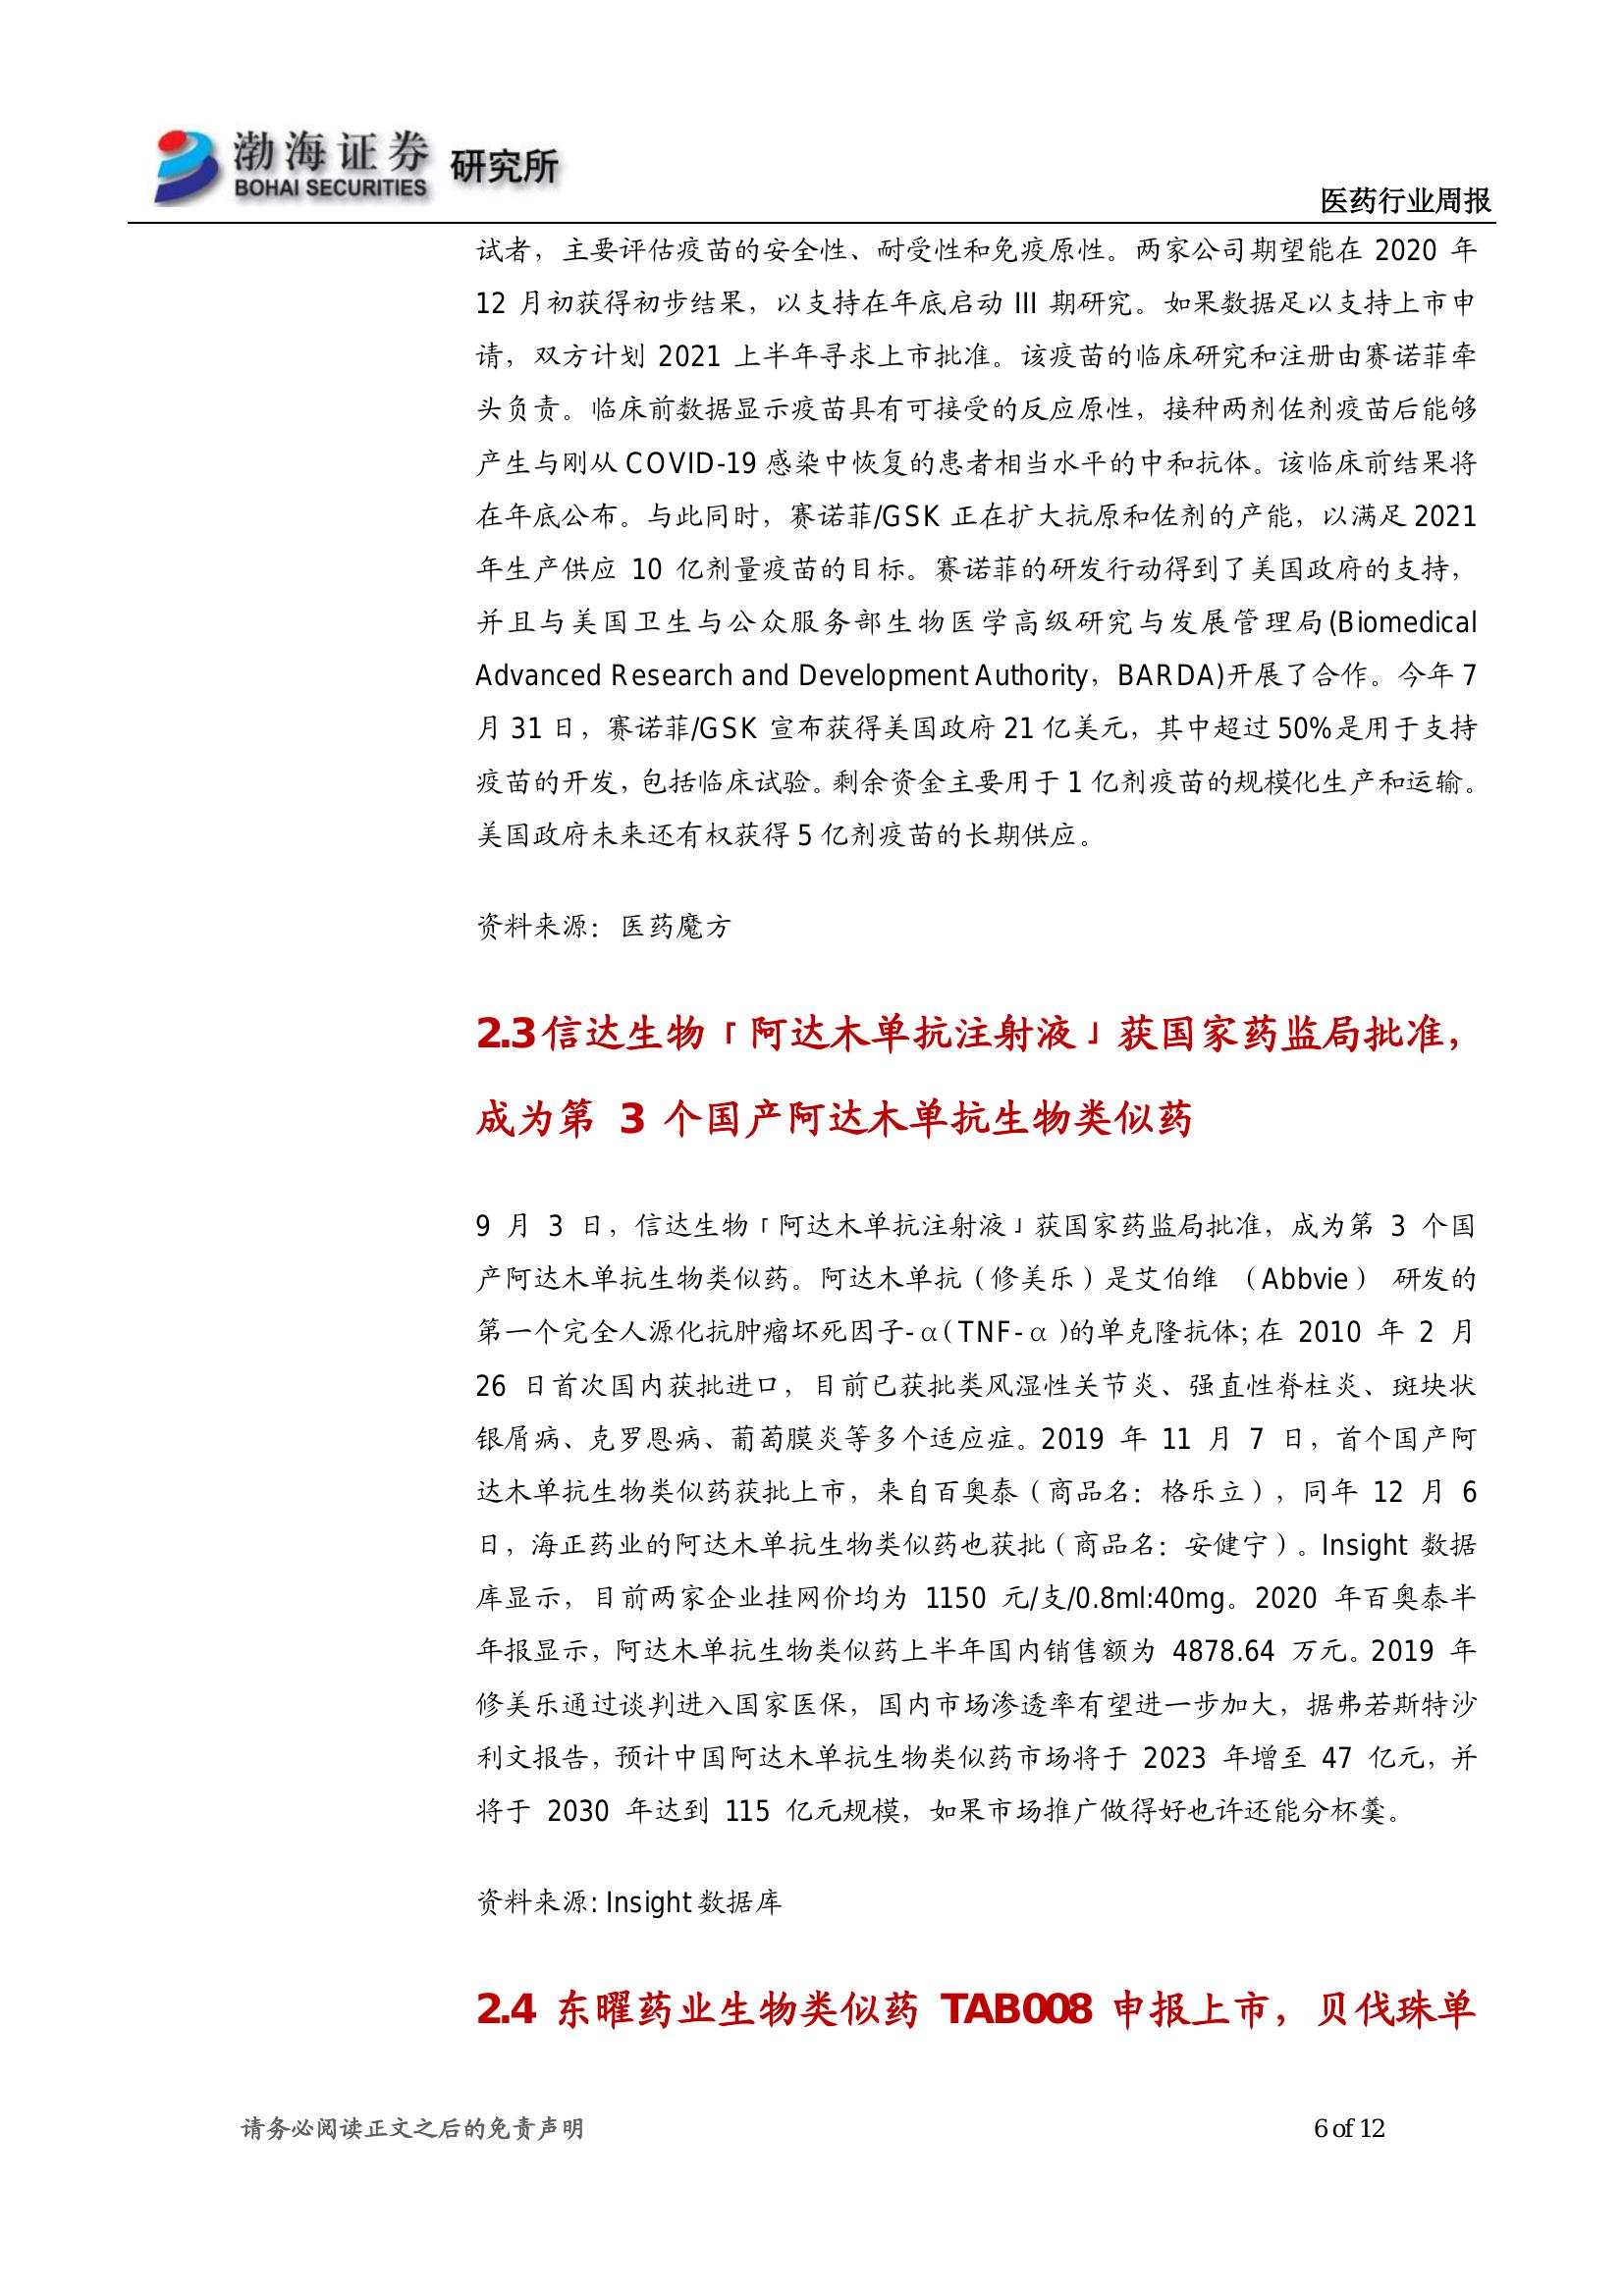 渤海证券 研究所
BOHAI SECURITIES
医药行业周报
试者，主要评估疫苗的安全性、耐受性和免疫原性。两家公司期望能在 2020 年
12 月初获得初步结果，以支持在年底启动 III 期研究。如果数据足以支持上市申
请，双方计划 2021 上半年寻求上市批准。该疫苗的临床研究和注册由赛诺菲牵
头负责。临床前数据显示疫苗具有可接受的反应原性，接种两剂佐剂疫苗后能够
产生与刚从 COVID-19 感染中恢复的患者相当水平的中和抗体。该临床前结果将
在年底公布。与此同时，赛诺菲/GSK 正在扩大抗原和佐剂的产能，以满足 2021
年生产供应 10 亿剂量疫苗的目标。赛诺菲的研发行动得到了美国政府的支持，
并且与美国卫生与公众服务部生物医学高级研究与发展管理局(Biomedical
Advanced Research and Development Authority，BARDA)开展了合作。今年 7
月 31 日，赛诺菲/GSK 宣布获得美国政府 21 亿美元，其中超过 50%是用于支持
疫苗的开发，包括临床试验。剩余资金主要用于 1 亿剂疫苗的规模化生产和运输。
美国政府未来还有权获得 5 亿剂疫苗的长期供应。
资料来源：医药魔方
2.3 信达生物「阿达木单抗注射液」获国家药监局批准，
成为第 3 个国产阿达木单抗生物类似药
9 月 3 日，信达生物「阿达木单抗注射液」获国家药监局批准，成为第 3 个国
产阿达木单抗生物类似药。阿达木单抗（修美乐）是艾伯维 （Abbvie） 研发的
第一个完全人源化抗肿瘤坏死因子-α(TNF-α)的单克隆抗体;在 2010 年 2 月
26 日首次国内获批进口，目前已获批类风湿性关节炎、强直性脊柱炎、斑块状
银屑病、克罗恩病、葡萄膜炎等多个适应症。2019 年 11 月 7 日，首个国产阿
达木单抗生物类似药获批上市，来自百奥泰（商品名：格乐立），同年 12 月 6
日，海正药业的阿达木单抗生物类似药也获批（商品名：安健宁）。Insight 数据
库显示，目前两家企业挂网价均为 1150 元/支/0.8ml:40mg。2020 年百奥泰半
年报显示，阿达木单抗生物类似药上半年国内销售额为 4878.64 万元。2019 年
修美乐通过谈判进入国家医保，国内市场渗透率有望进一步加大，据弗若斯特沙
利文报告，预计中国阿达木单抗生物类似药市场将于 2023 年增至 47 亿元，并
将于 2030 年达到 115 亿元规模，如果市场推广做得好也许还能分杯羹。
资料来源: Insight 数据库
2.4 东曜药业生物类似药 TAB008 申报上市，贝伐珠单
请务必阅读正文之后的免责声明
6 of 12